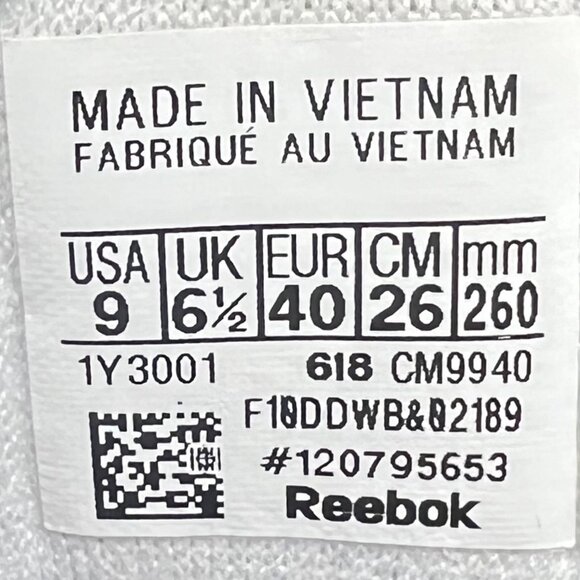 MADE IN VIETNAM
FABRIQUÉ AU VIETNAM
USA UK EUR CM mm
9 6½ 40 26 260
1Y3001 618 CM9940
#120795653
Reebok